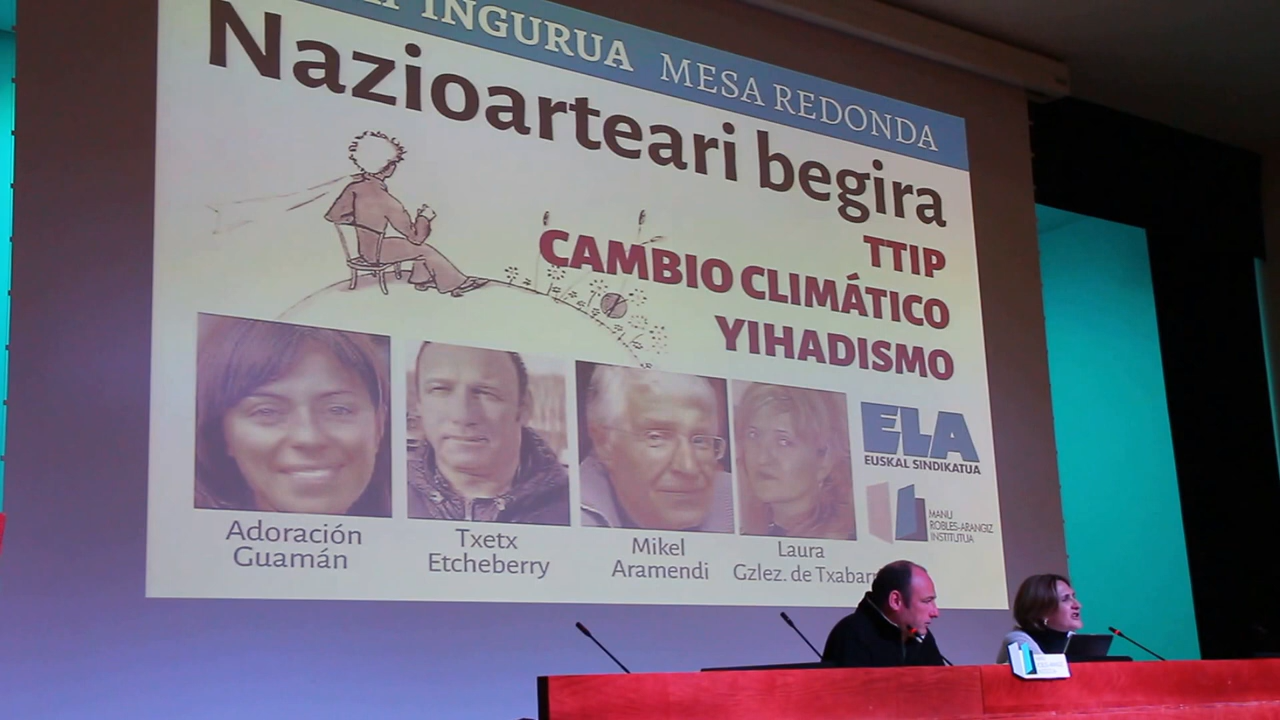 INGURUA MESA REDONDA
Nazioarteari begira
TTIP
CAMBIO CLIMÁTICO
YIHADISMO
ELA
EUSKAL SINDIKATUA
MANU
ROBLES-ARANGIZ
INSTITUTUA
Adoración
Guamán
Txetx
Etcheberry
Mikel
Aramendi
Laura
Gzlez. de Txabarr